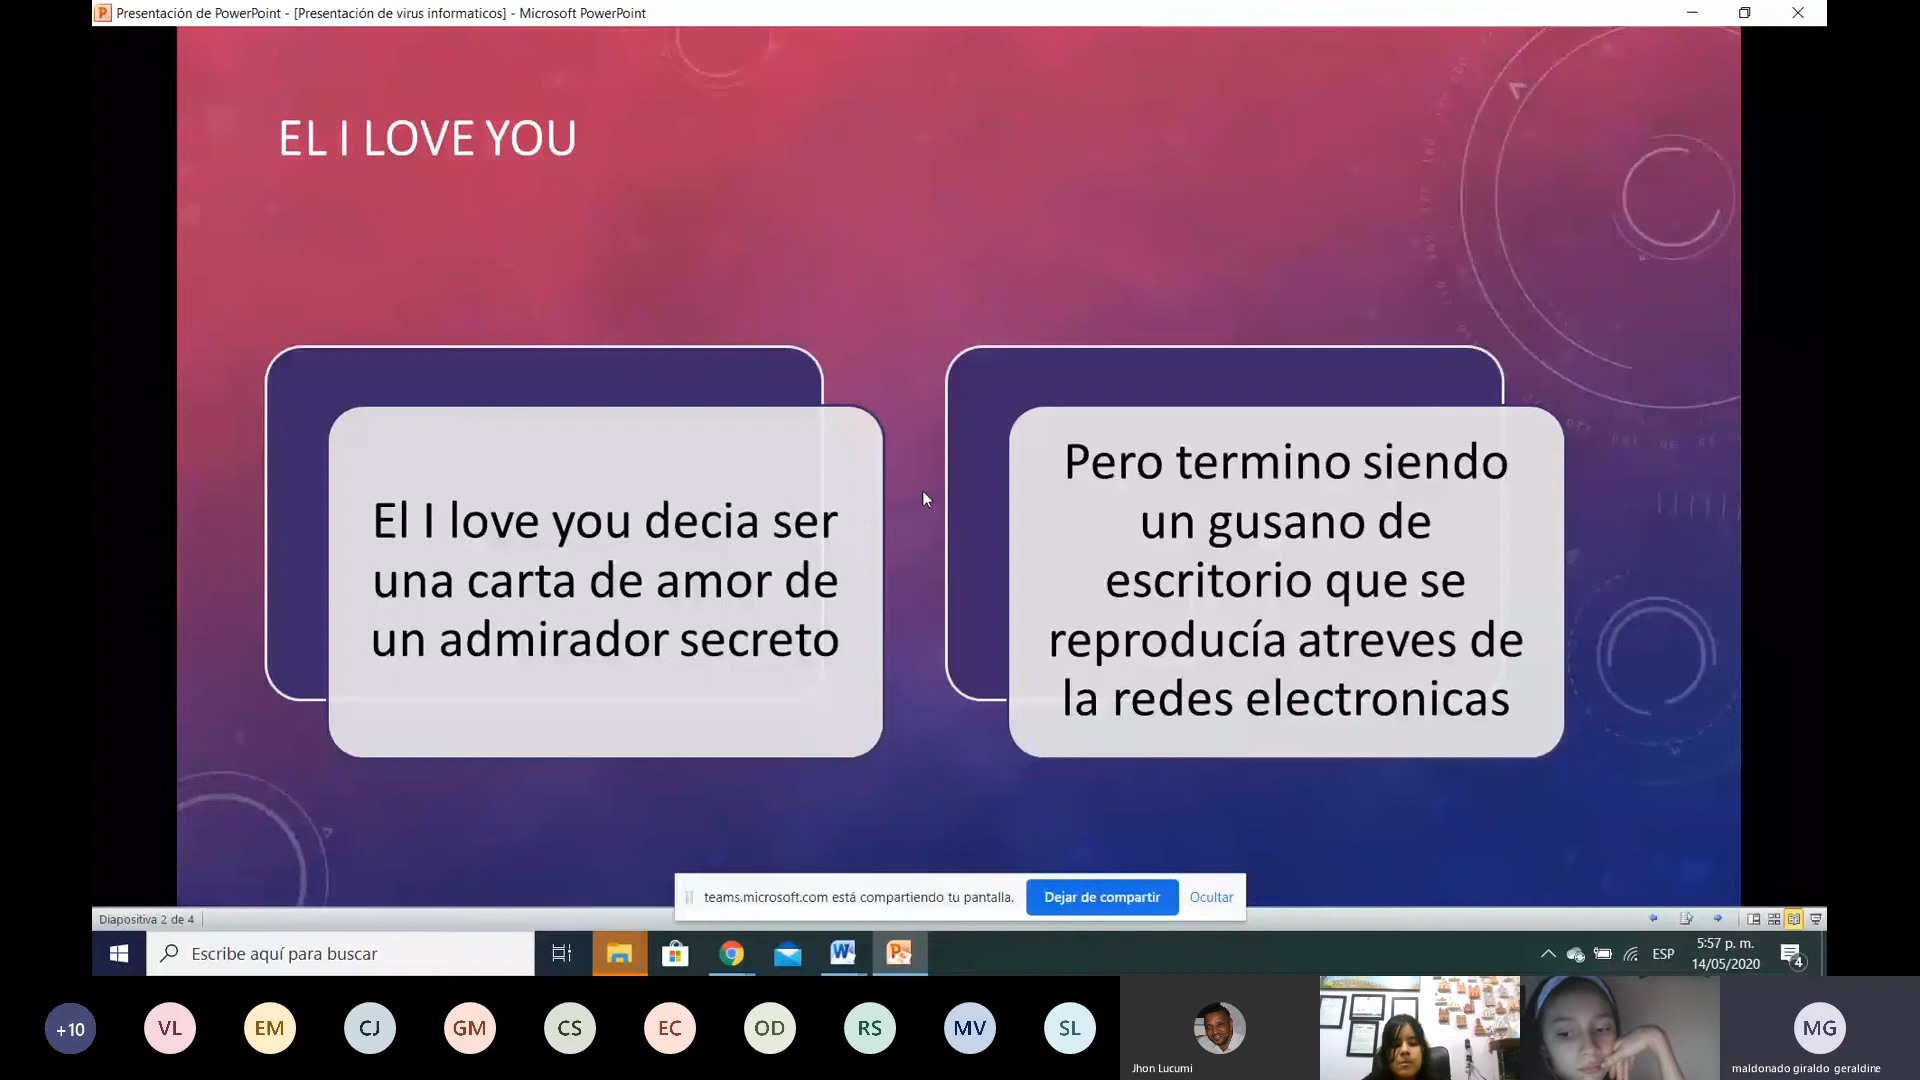 Presentación de PowerPoint - [Presentación de virus informaticos] - Microsoft PowerPoint
EL I LOVE YOU
El I love you decia ser
una carta de amor de
un admirador secreto
Pero termino siendo
un gusano de
escritorio que se
reproducía atreves de
la redes electronicas
teams.microsoft.com está compartiendo tu pantalla.
Dejar de compartir
Ocultar
Diapositiva 2 de 4
Escribe aquí para buscar
ESP
5:57 p. m.
14/05/2020
4
+10
VL
EM
CJ
GM
CS
EC
OD
RS
MV
SL
MG
Jhon Lucumi
maldonado giraldo geraldine